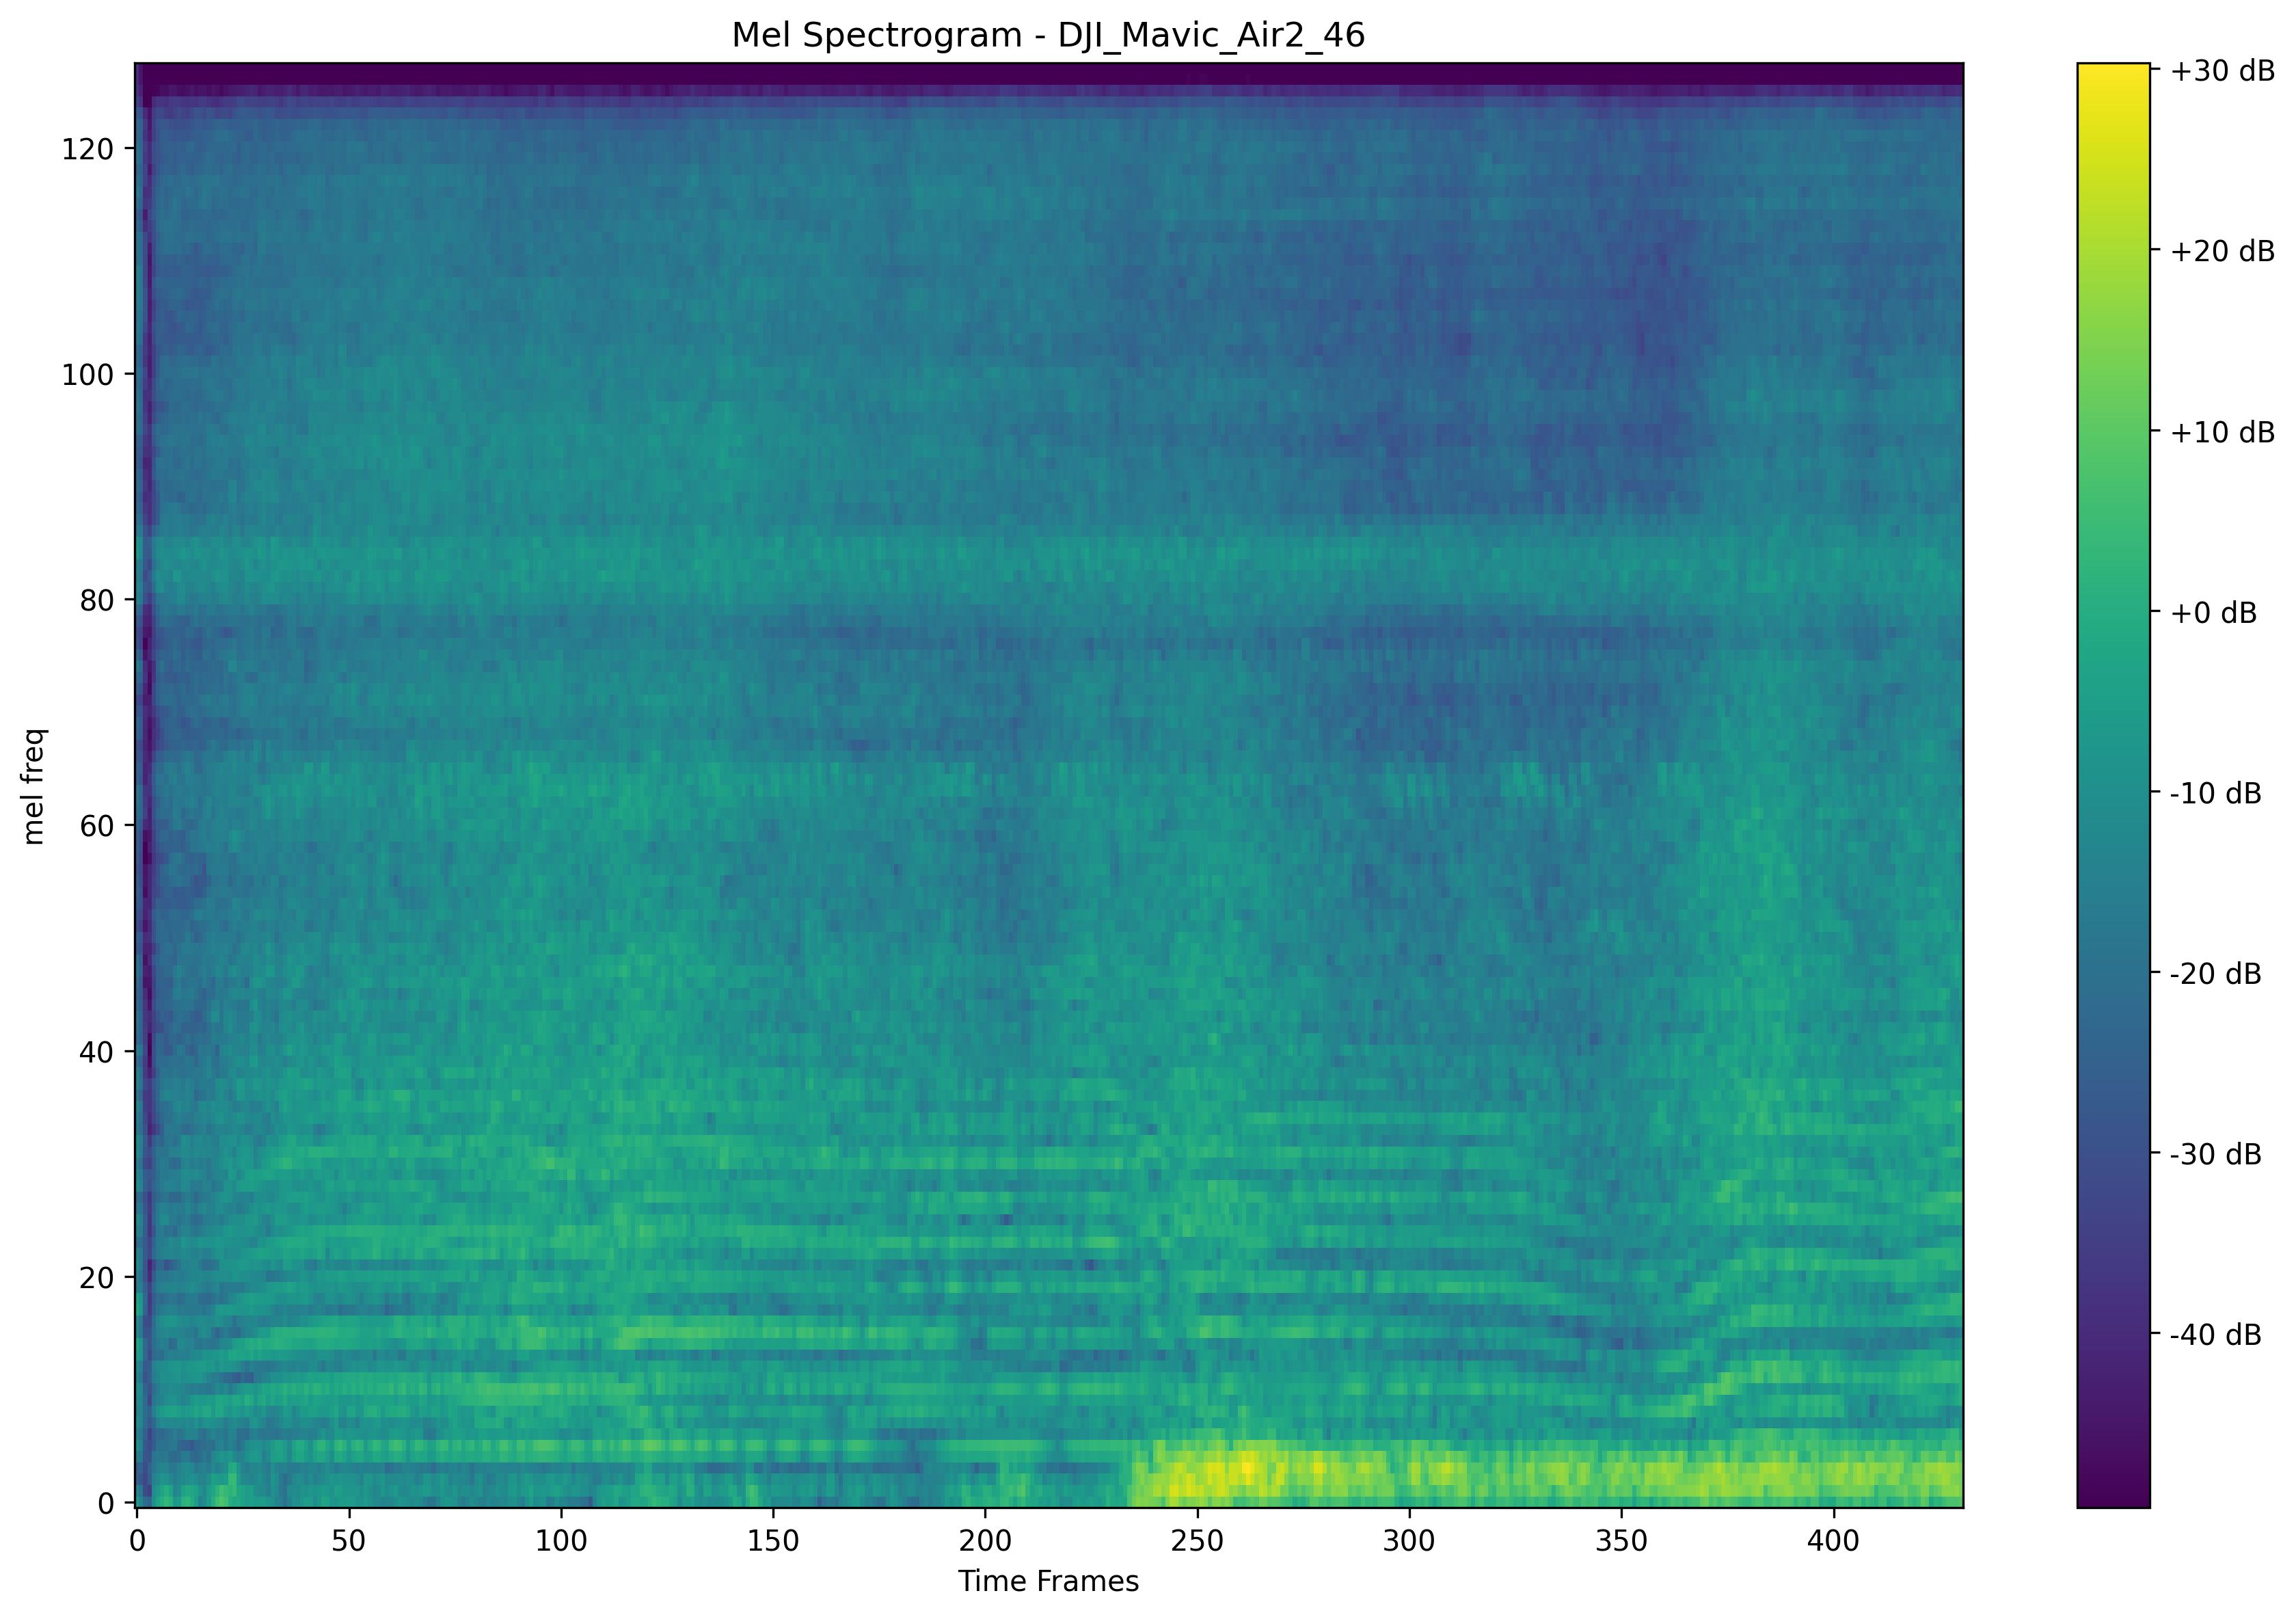 Mel Spectrogram - DJI_Mavic_Air2_46
mel freq
120
100
80
60
40
20
0
0 50 100 150 200 250 300 350 400
Time Frames
+30 dB
+20 dB
+10 dB
+0 dB
-10 dB
-20 dB
-30 dB
-40 dB